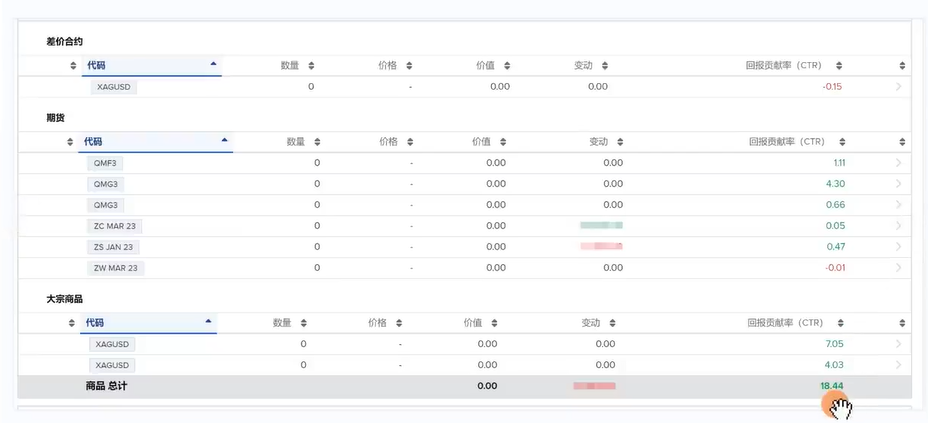 差价合约
代码 数量 价格 价值 变动 回报贡献率（CTR）
XAGUSD 0 - 0.00 0.00 -0.15
期货
代码 数量 价格 价值 变动 回报贡献率（CTR）
QMF3 0 - 0.00 0.00 1.11
QMG3 0 - 0.00 0.00 4.30
QMG3 0 - 0.00 0.00 0.66
ZC MAR 23 0 - 0.00 0.05
ZS JAN 23 0 - 0.00 0.47
ZW MAR 23 0 - 0.00 0.00 -0.01
大宗商品
代码 数量 价格 价值 变动 回报贡献率（CTR）
XAGUSD 0 - 0.00 0.00 7.05
XAGUSD 0 - 0.00 0.00 4.03
商品 总计 0.00 18.44